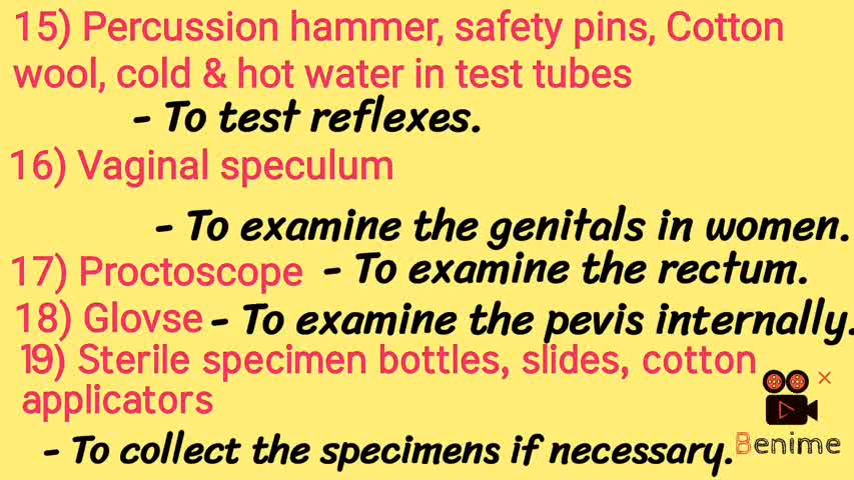 15) Percussion hammer, safety pins, Cotton
wool, cold & hot water in test tubes
- To test reflexes.
16) Vaginal speculum
- To examine the genitals in women.
17) Proctoscope - To examine the rectum.
18) Glovse - To examine the pevis internally.
19) Sterile specimen bottles, slides, cotton
applicators
- To collect the specimens if necessary.
Benime